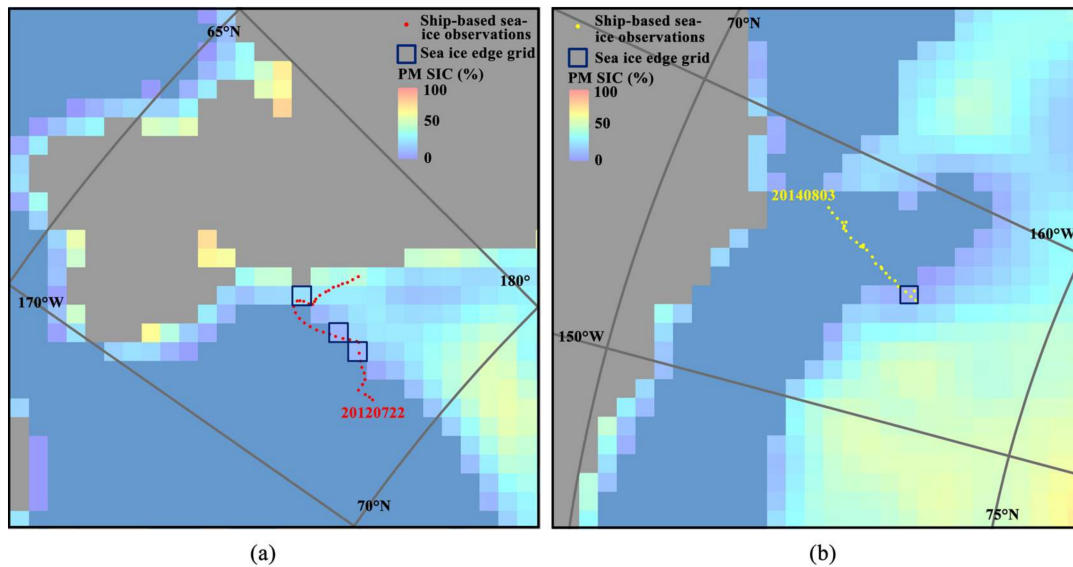 65°N
Ship-based sea-
ice observations
Sea ice edge grid
PM SIC (%)
100
50
0
180°
170°W
20120722
70°N
(a)
70°N
Ship-based sea-
ice observations
Sea ice edge grid
PM SIC (%)
100
50
0
20140803
160°W
150°W
75°N
(b)